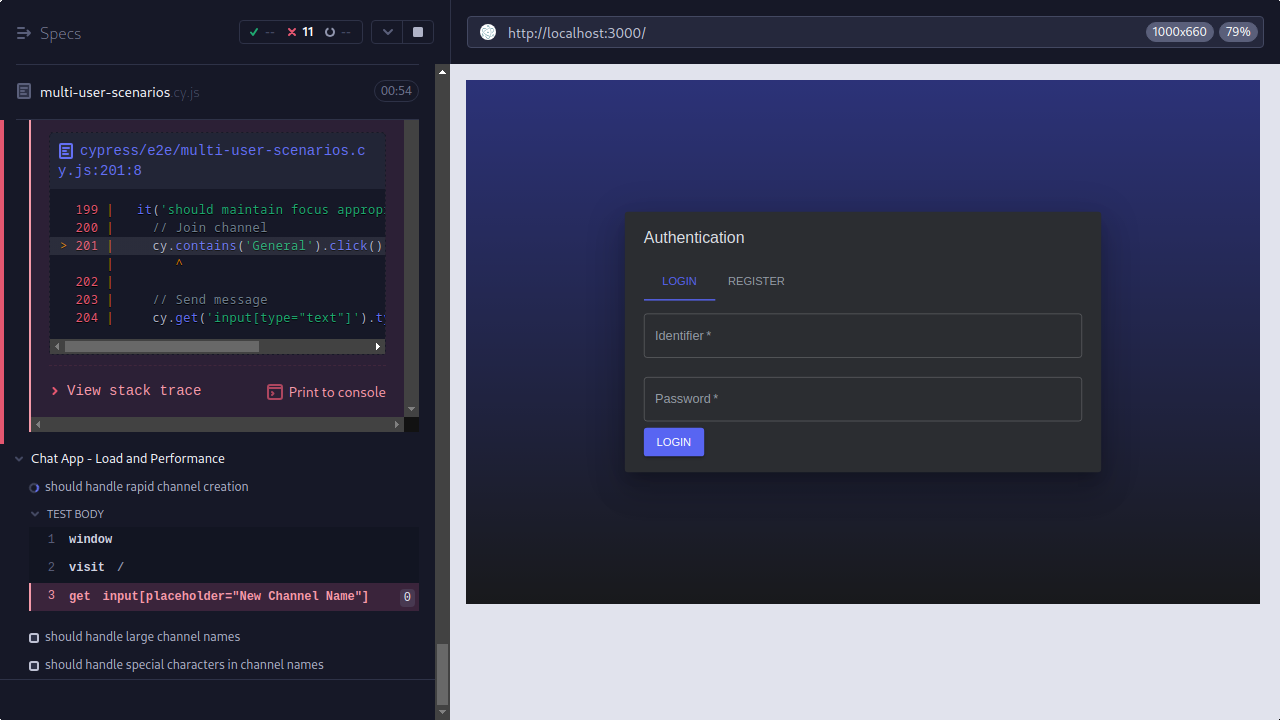 Specs
-- 11 --
multi-user-scenarios.cy.js 00:54
cypress/e2e/multi-user-scenarios.c
y.js:201:8
199 | it('should maintain focus approp
200 | // Join channel
> 201 | cy.contains('General').click()
| ^
202 |
203 | // Send message
204 | cy.get('input[type="text"]').t
View stack trace Print to console
Chat App - Load and Performance
should handle rapid channel creation
TEST BODY
1 window
2 visit /
3 get input[placeholder="New Channel Name"] 0
should handle large channel names
should handle special characters in channel names
http://localhost:3000/ 1000x660 79%
Authentication
LOGIN REGISTER
Identifier *
Password *
LOGIN